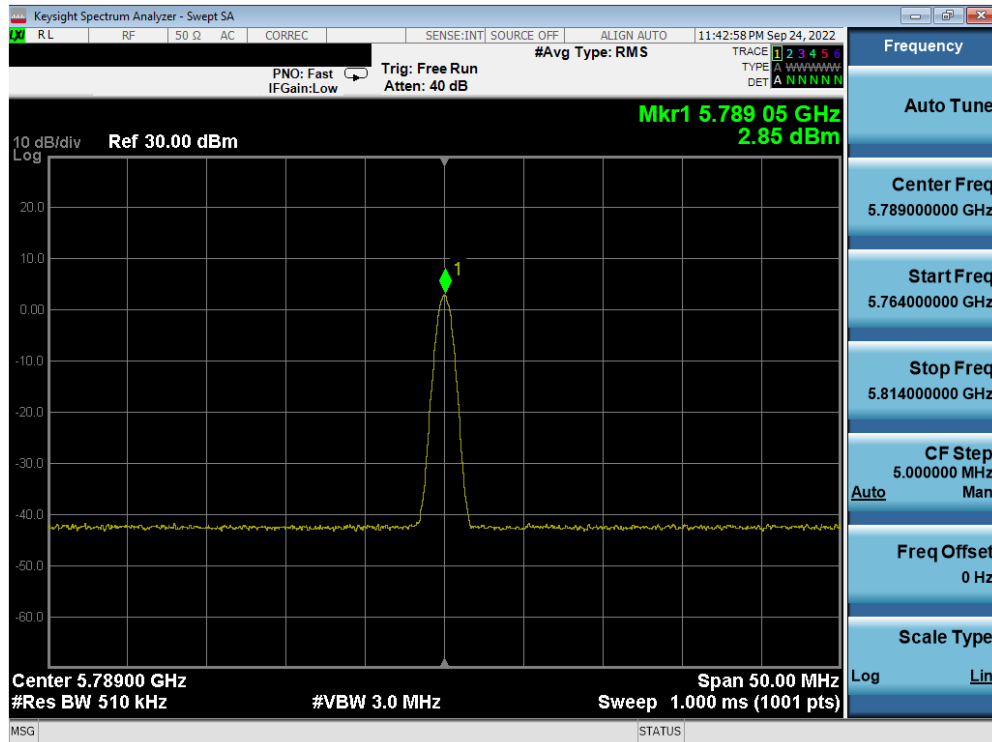 Keysight Spectrum Analyzer - Swept SA
LXI RL RF 50 Ω AC CORREC SENSE:INT SOURCE OFF ALIGN AUTO 11:42:58 PM Sep 24, 2022
#Avg Type: RMS TRACE 1 2 3 4 5 6
PNO: Fast Trig: Free Run TYPE A WWWWW
IFGain:Low Atten: 40 dB DET A N N N N N
Mkr1 5.789 05 GHz
2.85 dBm
10 dB/div Ref 30.00 dBm
Log
20.0
10.0
1
0.00
-10.0
-20.0
-30.0
-40.0
-50.0
-60.0
Center 5.78900 GHz Span 50.00 MHz
#Res BW 510 kHz #VBW 3.0 MHz Sweep 1.000 ms (1001 pts)
MSG STATUS
Frequency
Auto Tune
Center Freq
5.789000000 GHz
Start Freq
5.764000000 GHz
Stop Freq
5.814000000 GHz
CF Step
5.000000 MHz
Auto Man
Freq Offset
0 Hz
Scale Type
Log Lin